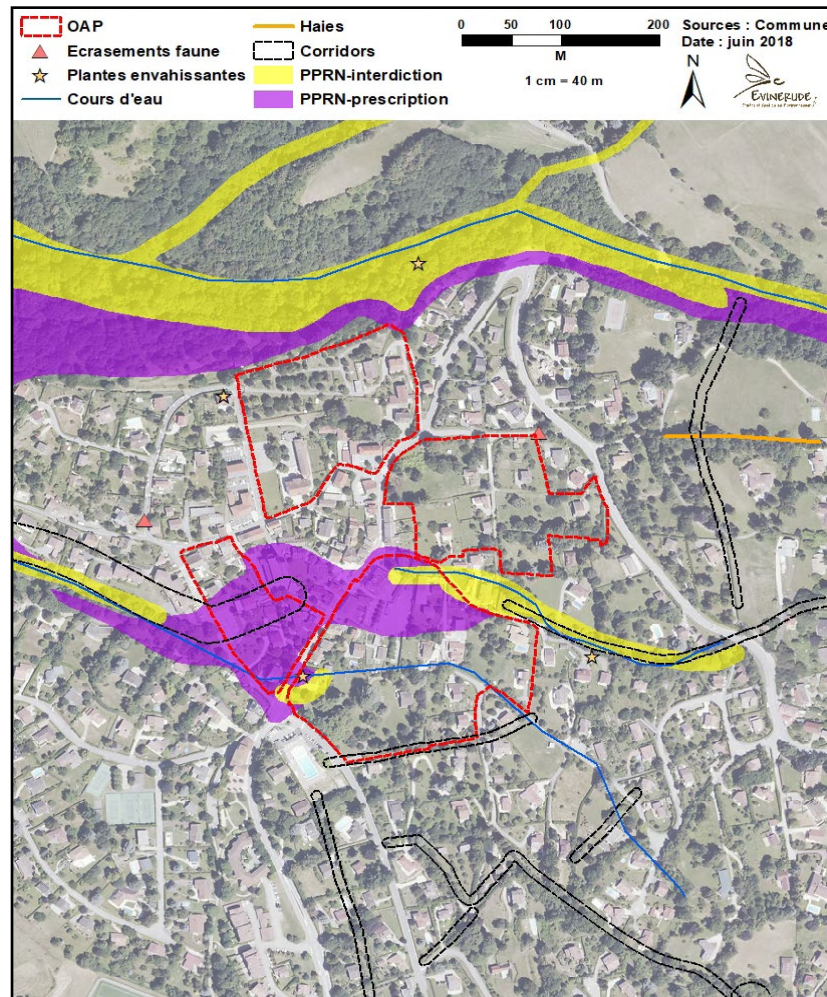 OAP
Ecrasements faune
Plantes envahissantes
Cours d'eau
Haies
Corridors
PPRN-interdiction
PPRN-prescription
0 50 100 200
M
1 cm = 40 m
Sources : Commune
Date : juin 2018
N
EVINERUDE